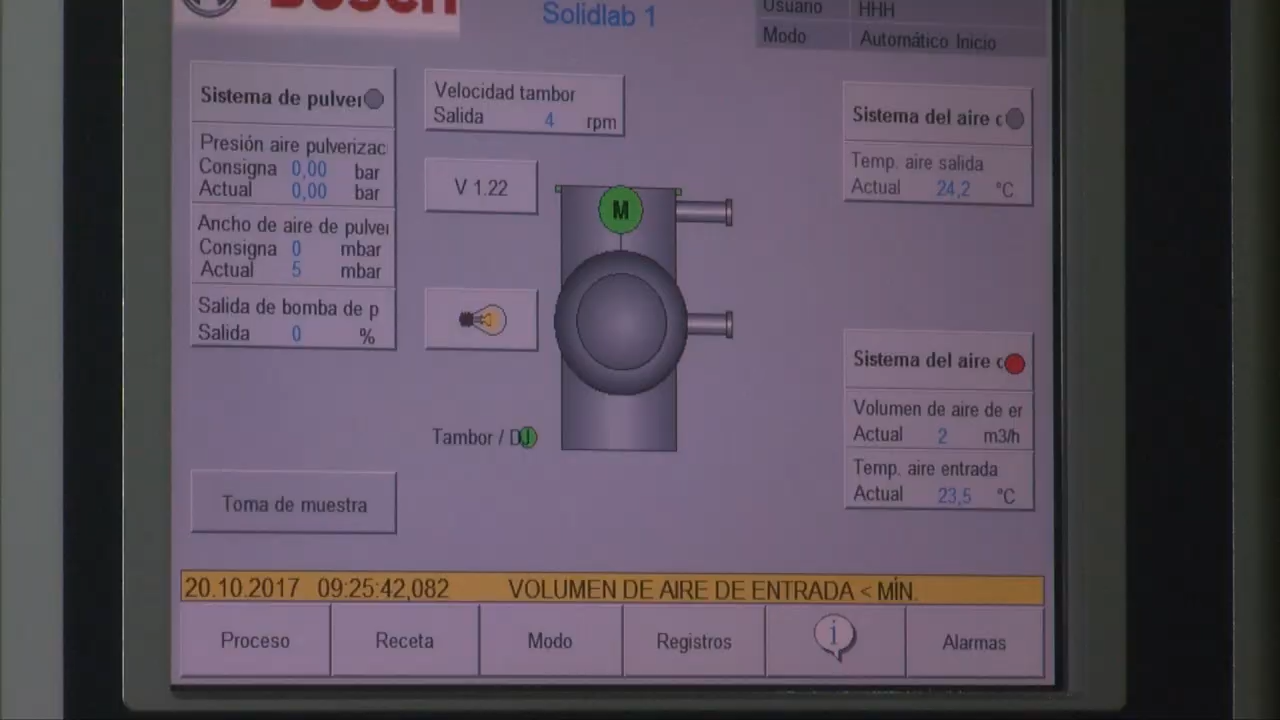 Bosch
Solidlab 1
Usuario HHH
Modo Automático Inicio
Sistema de pulver
Presión aire pulverizac
Consigna 0,00 bar
Actual 0,00 bar
Ancho de aire de pulver
Consigna 0 mbar
Actual 5 mbar
Salida de bomba de p
Salida 0 %
Velocidad tambor
Salida 4 rpm
V 1.22
M
Tambor / D
Toma de muestra
Sistema del aire c
Temp. aire salida
Actual 24,2 °C
Sistema del aire c
Volumen de aire de er
Actual 2 m3/h
Temp. aire entrada
Actual 23,5 °C
20.10.2017 09:25:42,082 VOLUMEN DE AIRE DE ENTRADA < MÍN.
Proceso Receta Modo Registros i Alarmas